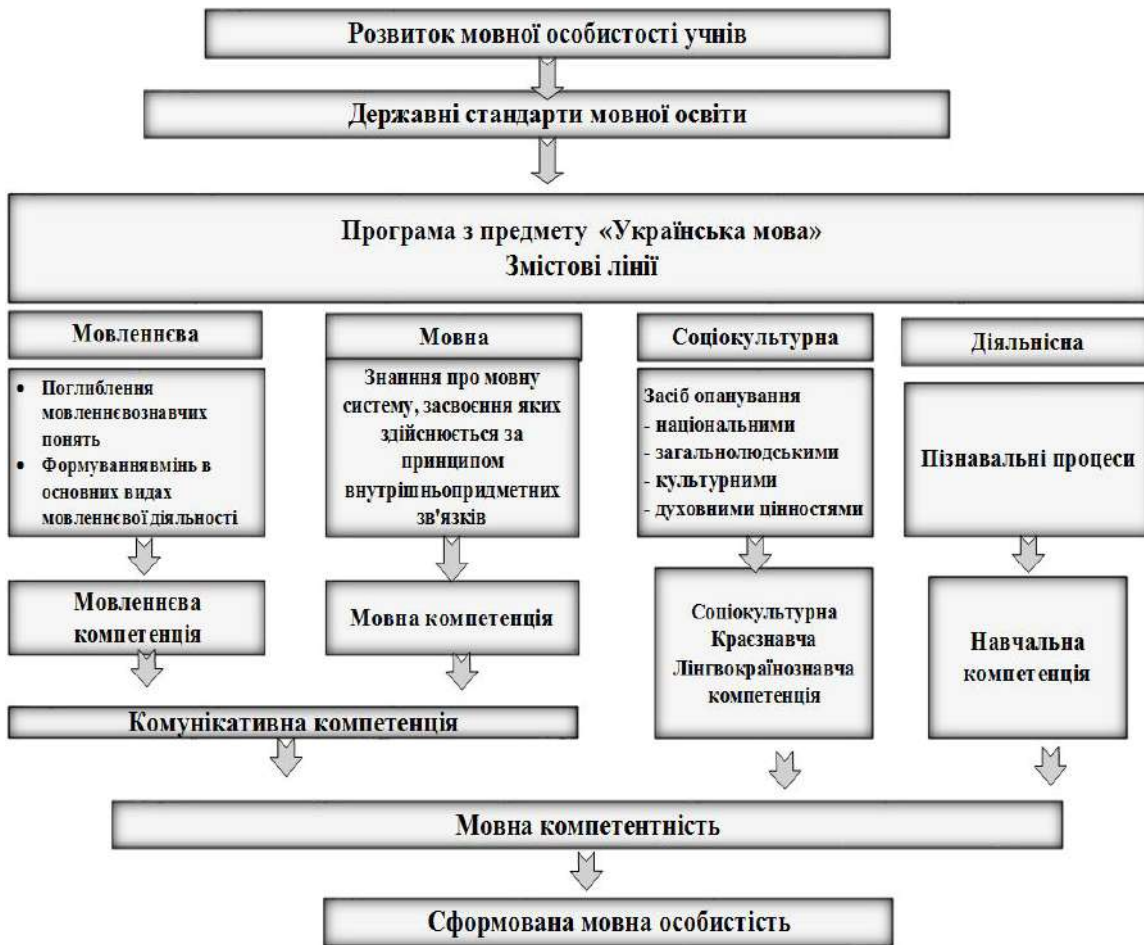 Розвиток мовної особистості учнів
Державні стандарти мовної освіти
Програма з предмету «Українська мова»
Змістові лінії
Мовленнєва
• Поглиблення
мовленнєвознавчих
понять
• Формуваннявмінь в
основних видах
мовленнєвої діяльності
Мовленнєва
компетенція
Мовна
Знанння про мовну
систему, засвоєння яких
здійснюється за
принципом
внутрішньопридметних
зв'язків
Мовна компетенція
Комунікативна компетенція
Соціокультурна
Засіб опанування
- національними
- загальнолюдськими
- культурними
- духовними цінностями
Соціокультурна
Краєзнавча
Лінгвокраїнознавча
компетенція
Діяльнісна
Пізнавальні процеси
Навчальна
компетенція
Мовна компетентність
Сформована мовна особистість